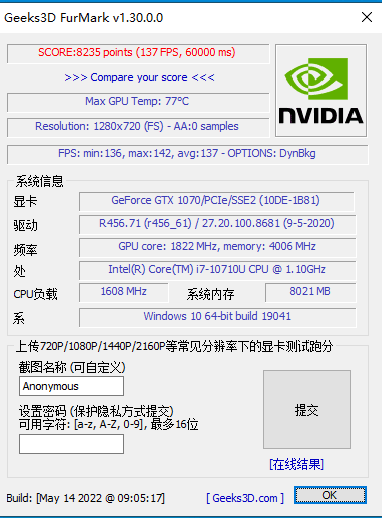 Geeks3D FurMark v1.30.0.0
SCORE:8235 points (137 FPS, 60000 ms)
>>> Compare your score <<<
Max GPU Temp: 77°C
Resolution: 1280x720 (FS) - AA:0 samples
NVIDIA
FPS: min:136, max:142, avg:137 - OPTIONS: DynBkg
系统信息
显卡 GeForce GTX 1070/PCIe/SSE2 (10DE-1B81)
驱动 R456.71 (r456_61) / 27.20.100.8681 (9-5-2020)
频率 GPU core: 1822 MHz, memory: 4006 MHz
处 Intel(R) Core(TM) i7-10710U CPU @ 1.10GHz
CPU负载 1608 MHz 系统内存 8021 MB
系 Windows 10 64-bit build 19041
上传720P/1080P/1440P/2160P等常见分辨率下的显卡测试跑分
截图名称 (可自定义)
Anonymous
设置密码 (保护隐私方式提交)
可用字符: [a-z, A-Z, 0-9], 最多16位
提交
[在线结果]
Build: [May 14 2022 @ 09:05:17] [ Geeks3D.com ] OK